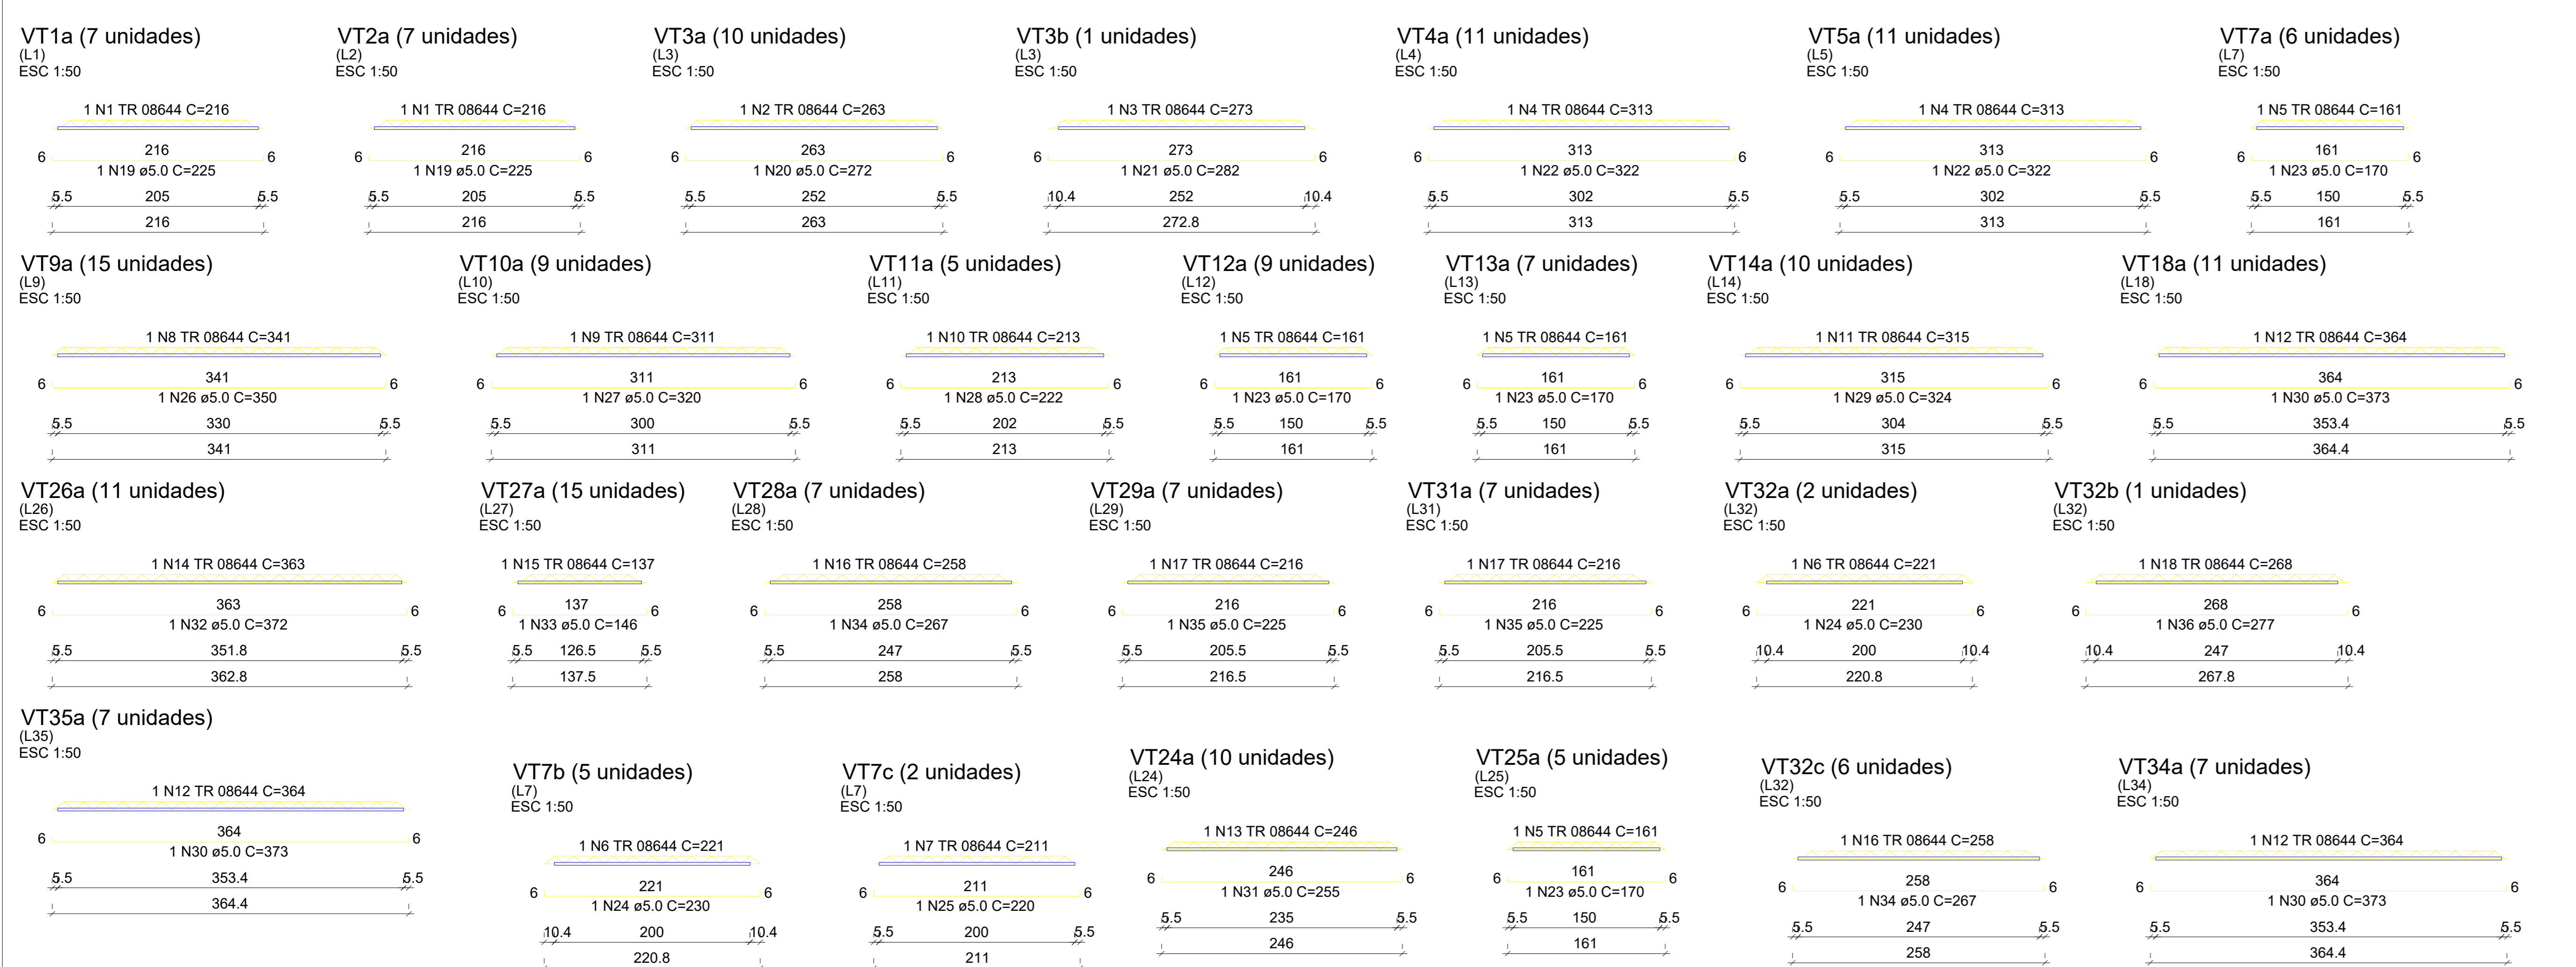 VT1a (7 unidades)
(L1)
ESC 1:50
1 N1 TR 08644 C=216
216
6 6
1 N19 ø5.0 C=225
5.5 205 5.5
216
VT2a (7 unidades)
(L2)
ESC 1:50
1 N1 TR 08644 C=216
216
6 6
1 N19 ø5.0 C=225
5.5 205 5.5
216
VT3a (10 unidades)
(L3)
ESC 1:50
1 N2 TR 08644 C=263
263
6 6
1 N20 ø5.0 C=272
5.5 252 5.5
263
VT3b (1 unidades)
(L3)
ESC 1:50
1 N3 TR 08644 C=273
273
6 6
1 N21 ø5.0 C=282
10.4 252 10.4
272.8
VT4a (11 unidades)
(L4)
ESC 1:50
1 N4 TR 08644 C=313
313
6 6
1 N22 ø5.0 C=322
5.5 302 5.5
313
VT5a (11 unidades)
(L5)
ESC 1:50
1 N4 TR 08644 C=313
313
6 6
1 N22 ø5.0 C=322
5.5 302 5.5
313
VT7a (6 unidades)
(L7)
ESC 1:50
1 N5 TR 08644 C=161
161
6 6
1 N23 ø5.0 C=170
5.5 150 5.5
161
VT9a (15 unidades)
(L9)
ESC 1:50
1 N8 TR 08644 C=341
341
6 6
1 N26 ø5.0 C=350
5.5 330 5.5
341
VT10a (9 unidades)
(L10)
ESC 1:50
1 N9 TR 08644 C=311
311
6 6
1 N27 ø5.0 C=320
5.5 300 5.5
311
VT11a (5 unidades)
(L11)
ESC 1:50
1 N10 TR 08644 C=213
213
6 6
1 N28 ø5.0 C=222
5.5 202 5.5
213
VT12a (9 unidades)
(L12)
ESC 1:50
1 N5 TR 08644 C=161
161
6 6
1 N23 ø5.0 C=170
5.5 150 5.5
161
VT13a (7 unidades)
(L13)
ESC 1:50
1 N5 TR 08644 C=161
161
6 6
1 N23 ø5.0 C=170
5.5 150 5.5
161
VT14a (10 unidades)
(L14)
ESC 1:50
1 N11 TR 08644 C=315
315
6 6
1 N29 ø5.0 C=324
5.5 304 5.5
315
VT18a (11 unidades)
(L18)
ESC 1:50
1 N12 TR 08644 C=364
364
6 6
1 N30 ø5.0 C=373
5.5 353.4 5.5
364.4
VT26a (11 unidades)
(L26)
ESC 1:50
1 N14 TR 08644 C=363
363
6 6
1 N32 ø5.0 C=372
5.5 351.8 5.5
362.8
VT27a (15 unidades)
(L27)
ESC 1:50
1 N15 TR 08644 C=137
137
6 6
1 N33 ø5.0 C=146
5.5 126.5 5.5
137.5
VT28a (7 unidades)
(L28)
ESC 1:50
1 N16 TR 08644 C=258
258
6 6
1 N34 ø5.0 C=267
5.5 247 5.5
258
VT29a (7 unidades)
(L29)
ESC 1:50
1 N17 TR 08644 C=216
216
6 6
1 N35 ø5.0 C=225
5.5 205.5 5.5
216.5
VT31a (7 unidades)
(L31)
ESC 1:50
1 N17 TR 08644 C=216
216
6 6
1 N35 ø5.0 C=225
5.5 205.5 5.5
216.5
VT32a (2 unidades)
(L32)
ESC 1:50
1 N6 TR 08644 C=221
221
6 6
1 N24 ø5.0 C=230
10.4 200 10.4
220.8
VT32b (1 unidades)
(L32)
ESC 1:50
1 N18 TR 08644 C=268
268
6 6
1 N36 ø5.0 C=277
10.4 247 10.4
267.8
VT35a (7 unidades)
(L35)
ESC 1:50
1 N12 TR 08644 C=364
364
6 6
1 N30 ø5.0 C=373
5.5 353.4 5.5
364.4
VT7b (5 unidades)
(L7)
ESC 1:50
1 N6 TR 08644 C=221
221
6 6
1 N24 ø5.0 C=230
10.4 200 10.4
220.8
VT7c (2 unidades)
(L7)
ESC 1:50
1 N7 TR 08644 C=211
211
6 6
1 N25 ø5.0 C=220
5.5 200 5.5
211
VT24a (10 unidades)
(L24)
ESC 1:50
1 N13 TR 08644 C=246
246
6 6
1 N31 ø5.0 C=255
5.5 235 5.5
246
VT25a (5 unidades)
(L25)
ESC 1:50
1 N5 TR 08644 C=161
161
6 6
1 N23 ø5.0 C=170
5.5 150 5.5
161
VT32c (6 unidades)
(L32)
ESC 1:50
1 N16 TR 08644 C=258
258
6 6
1 N34 ø5.0 C=267
5.5 247 5.5
258
VT34a (7 unidades)
(L34)
ESC 1:50
1 N12 TR 08644 C=364
364
6 6
1 N30 ø5.0 C=373
5.5 353.4 5.5
364.4